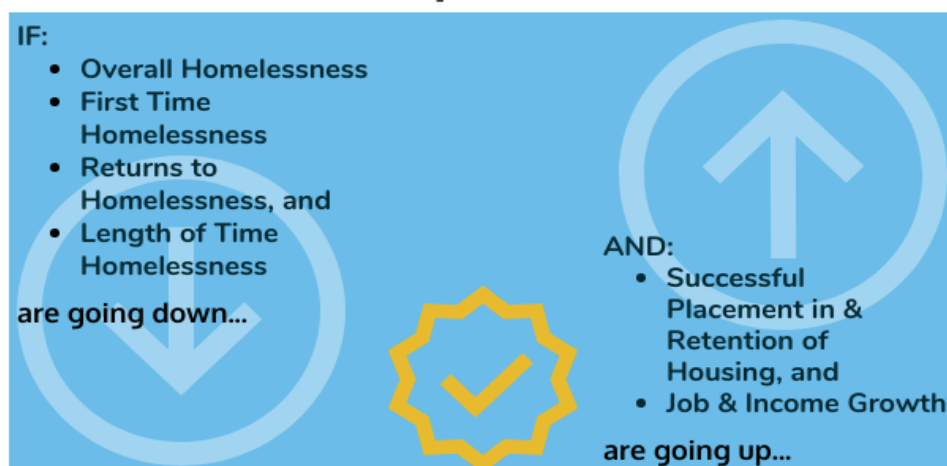 IF:
• Overall Homelessness
• First Time
Homelessness
• Returns to
Homelessness, and
• Length of Time
Homelessness
are going down...
AND:
• Successful
Placement in &
Retention of
Housing, and
• Job & Income Growth
are going up...